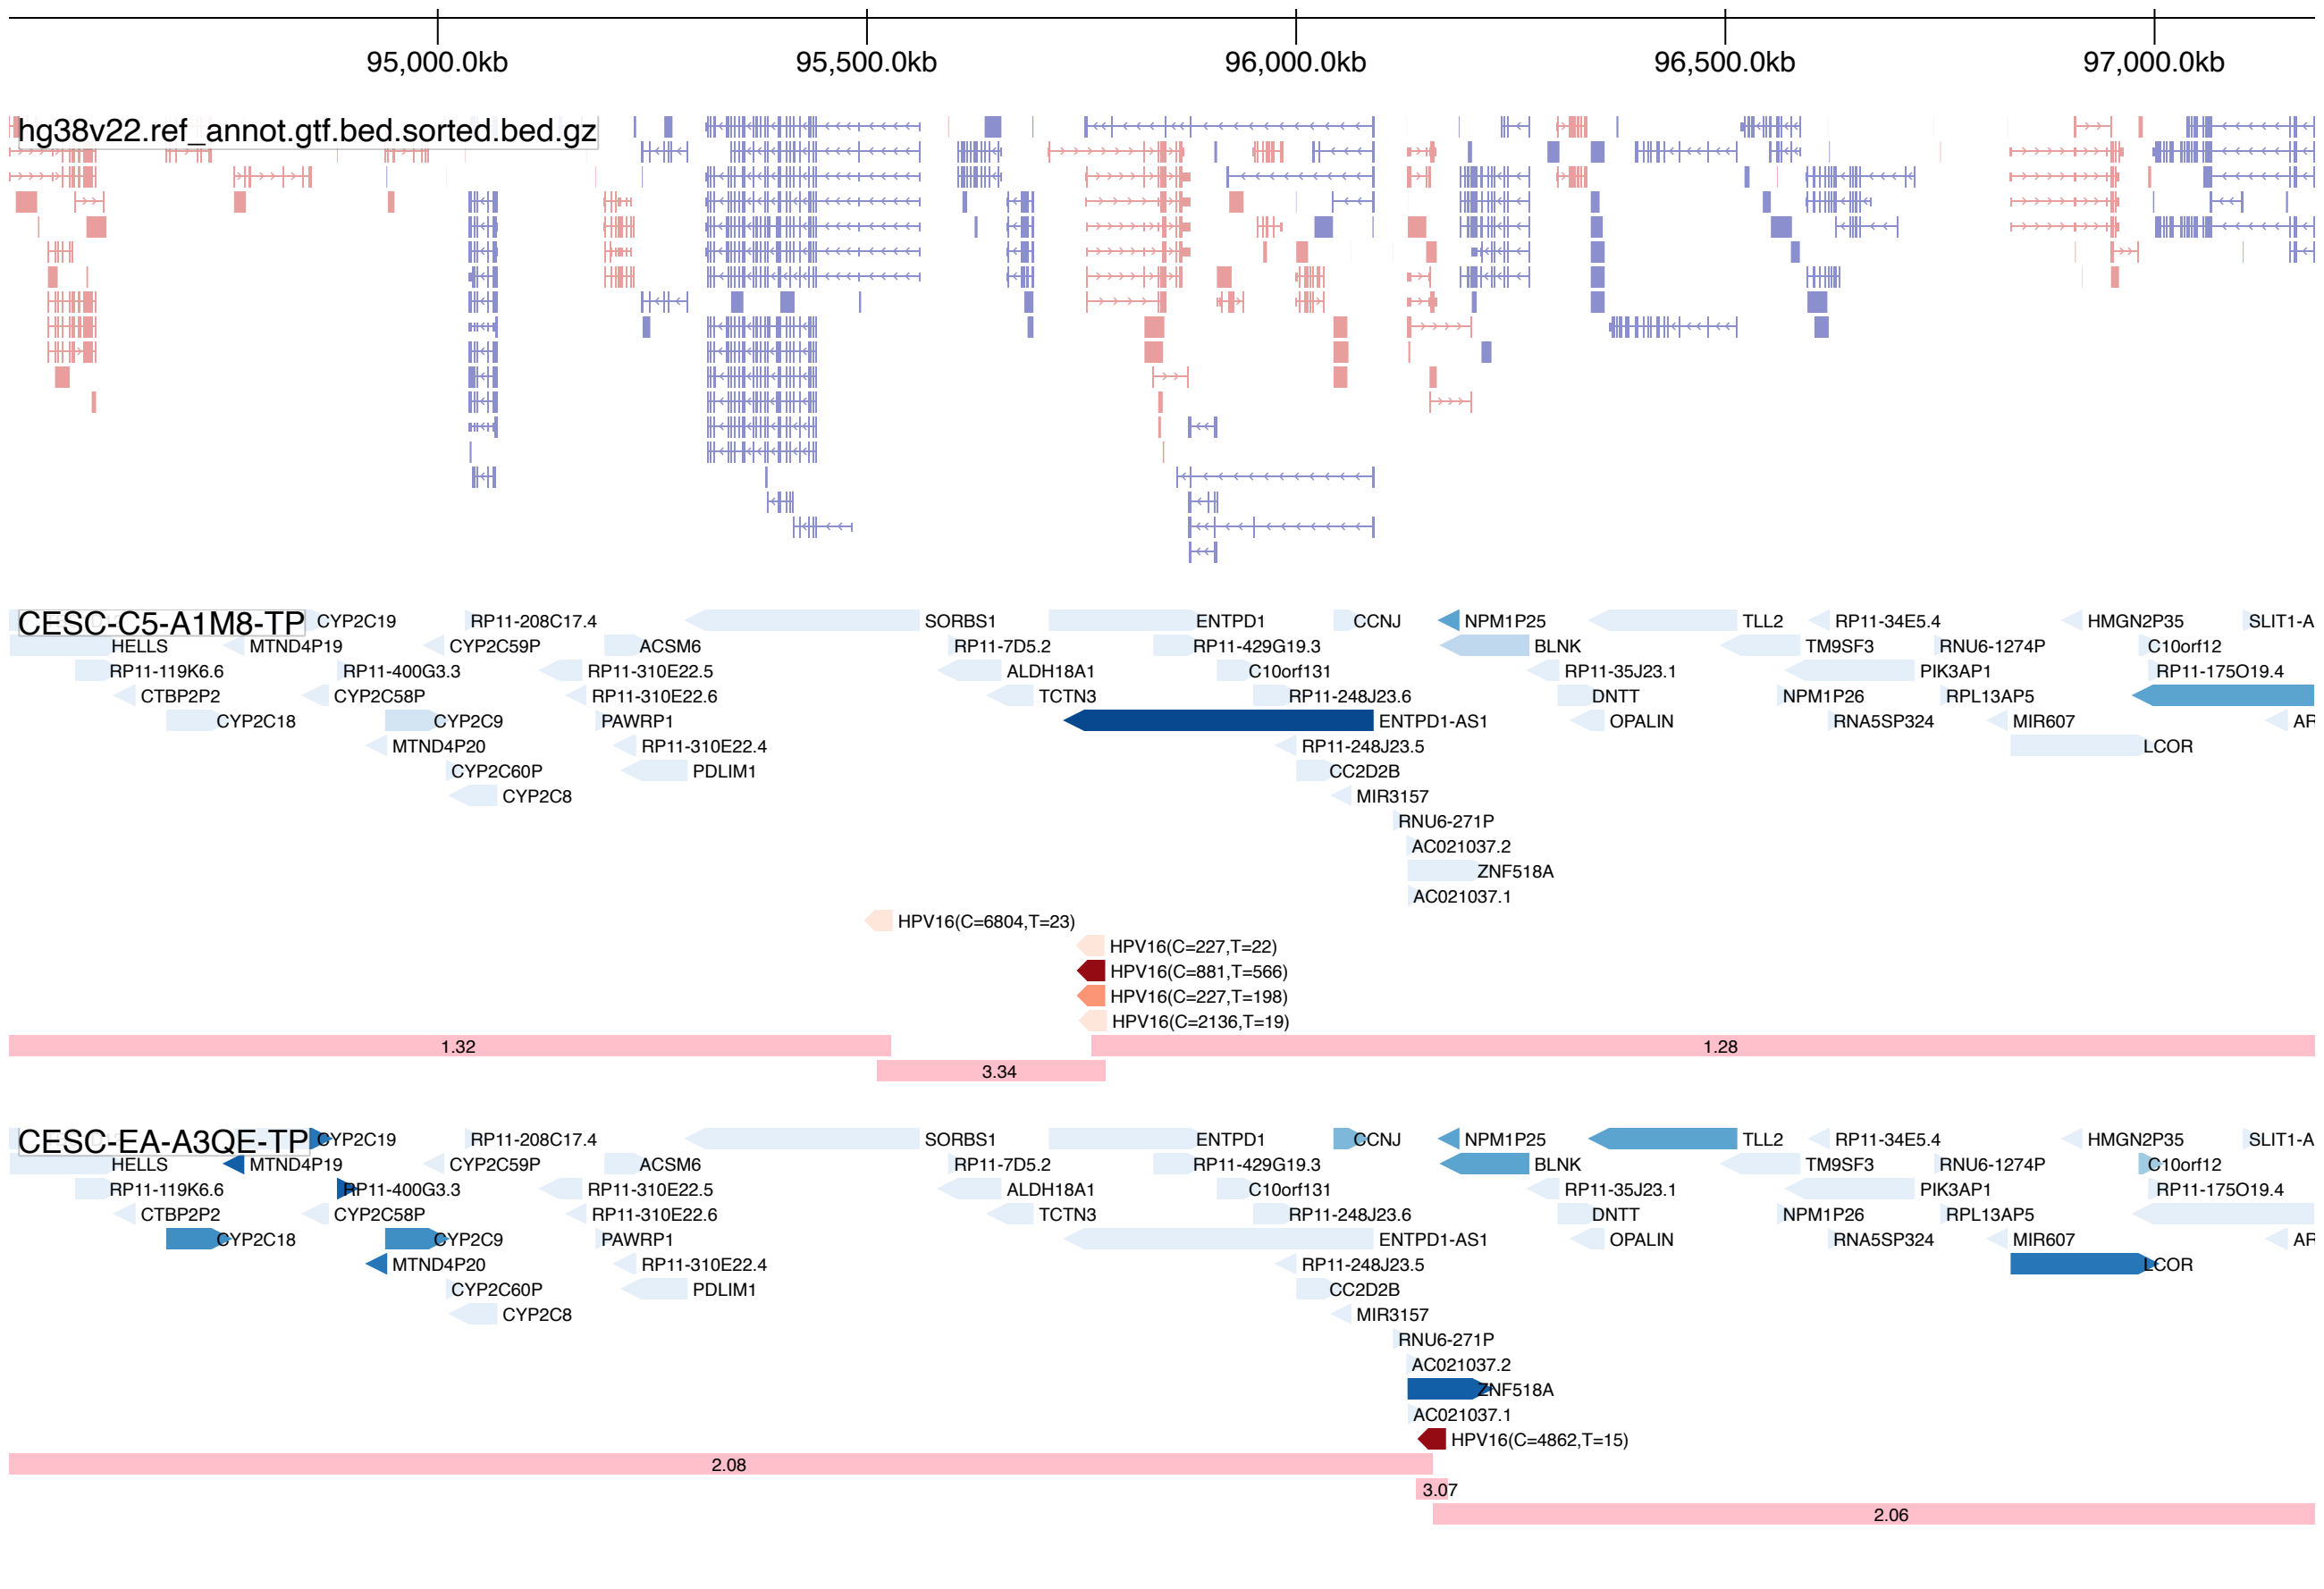 95,000.0kb 95,500.0kb 96,000.0kb 96,500.0kb 97,000.0kb
hg38v22.ref_annot.gtf.bed.sorted.bed.gz
CESC-C5-A1M8-TP CYP2C19 RP11-208C17.4 SORBS1 ENTPD1 CCNJ NPM1P25 TLL2 RP11-34E5.4 HMGN2P35 SLIT1-A
HELLS MTND4P19 CYP2C59P ACSM6 RP11-7D5.2 RP11-429G19.3 BLNK TM9SF3 RNU6-1274P C10orf12
RP11-119K6.6 RP11-400G3.3 RP11-310E22.5 ALDH18A1 C10orf131 RP11-35J23.1 PIK3AP1 RP11-175O19.4
CTBP2P2 CYP2C58P RP11-310E22.6 TCTN3 RP11-248J23.6 DNTT NPM1P26 RPL13AP5
CYP2C18 CYP2C9 PAWRP1 ENTPD1-AS1 OPALIN RNA5SP324 MIR607 AR
MTND4P20 RP11-310E22.4 RP11-248J23.5 LCOR
CYP2C60P PDLIM1 CC2D2B
CYP2C8 MIR3157
RNU6-271P
AC021037.2
ZNF518A
AC021037.1
HPV16(C=6804,T=23)
HPV16(C=227,T=22)
HPV16(C=881,T=566)
HPV16(C=227,T=198)
HPV16(C=2136,T=19)
1.32 1.28
3.34
CESC-EA-A3QE-TP CYP2C19 RP11-208C17.4 SORBS1 ENTPD1 CCNJ NPM1P25 TLL2 RP11-34E5.4 HMGN2P35 SLIT1-A
HELLS MTND4P19 CYP2C59P ACSM6 RP11-7D5.2 RP11-429G19.3 BLNK TM9SF3 RNU6-1274P C10orf12
RP11-119K6.6 RP11-400G3.3 RP11-310E22.5 ALDH18A1 C10orf131 RP11-35J23.1 PIK3AP1 RP11-175O19.4
CTBP2P2 CYP2C58P RP11-310E22.6 TCTN3 RP11-248J23.6 DNTT NPM1P26 RPL13AP5
CYP2C18 CYP2C9 PAWRP1 ENTPD1-AS1 OPALIN RNA5SP324 MIR607 AR
MTND4P20 RP11-310E22.4 RP11-248J23.5 LCOR
CYP2C60P PDLIM1 CC2D2B
CYP2C8 MIR3157
RNU6-271P
AC021037.2
ZNF518A
AC021037.1
HPV16(C=4862,T=15)
2.08
3.07
2.06